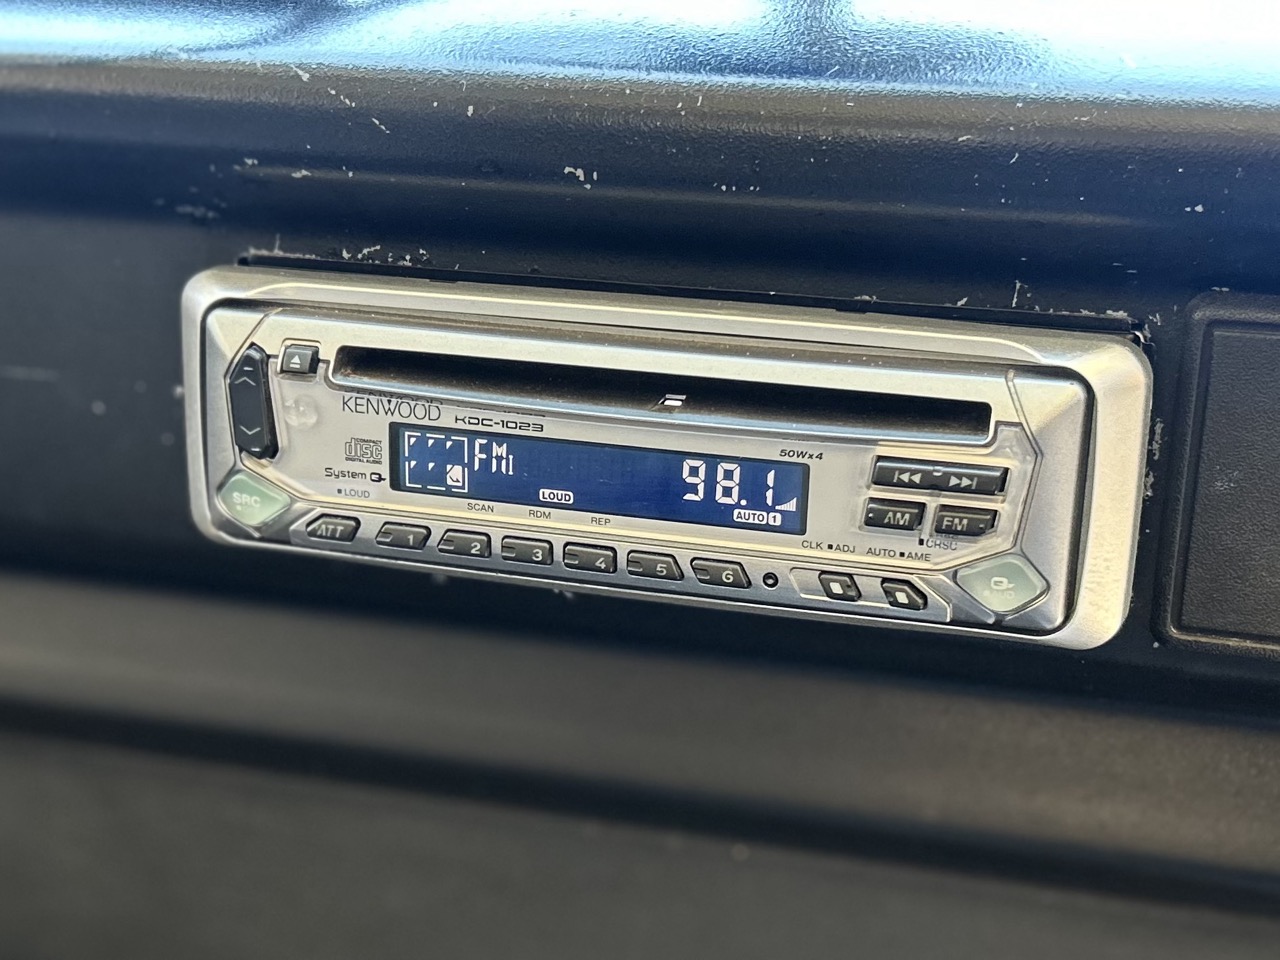 KENWOOD
KDC-1023
COMPACT
disc
DIGITAL AUDIO
System Q
LOUD
FM1
LOUD
98.1
AUTO 1
50Wx4
SCAN
RDM
REP
CLK ADJ
AUTO AME
CRSC
AM
FM
SRC
ATT
1
2
3
4
5
6
Q